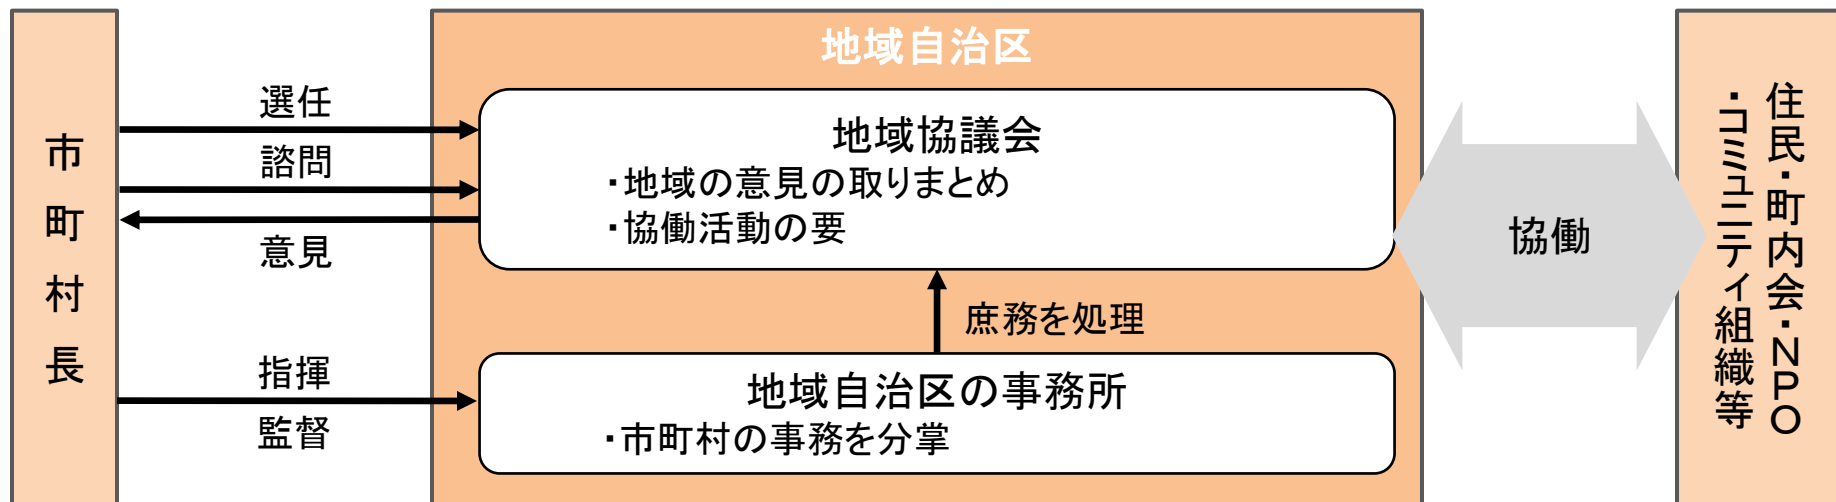 地域自治区
市町村長
選任
諮問
意見
指揮
監督
地域協議会
・地域の意見の取りまとめ
・協働活動の要
庶務を処理
地域自治区の事務所
・市町村の事務を分掌
協働
住民・町内会・ＮＰＯ
・コミュニティ組織等